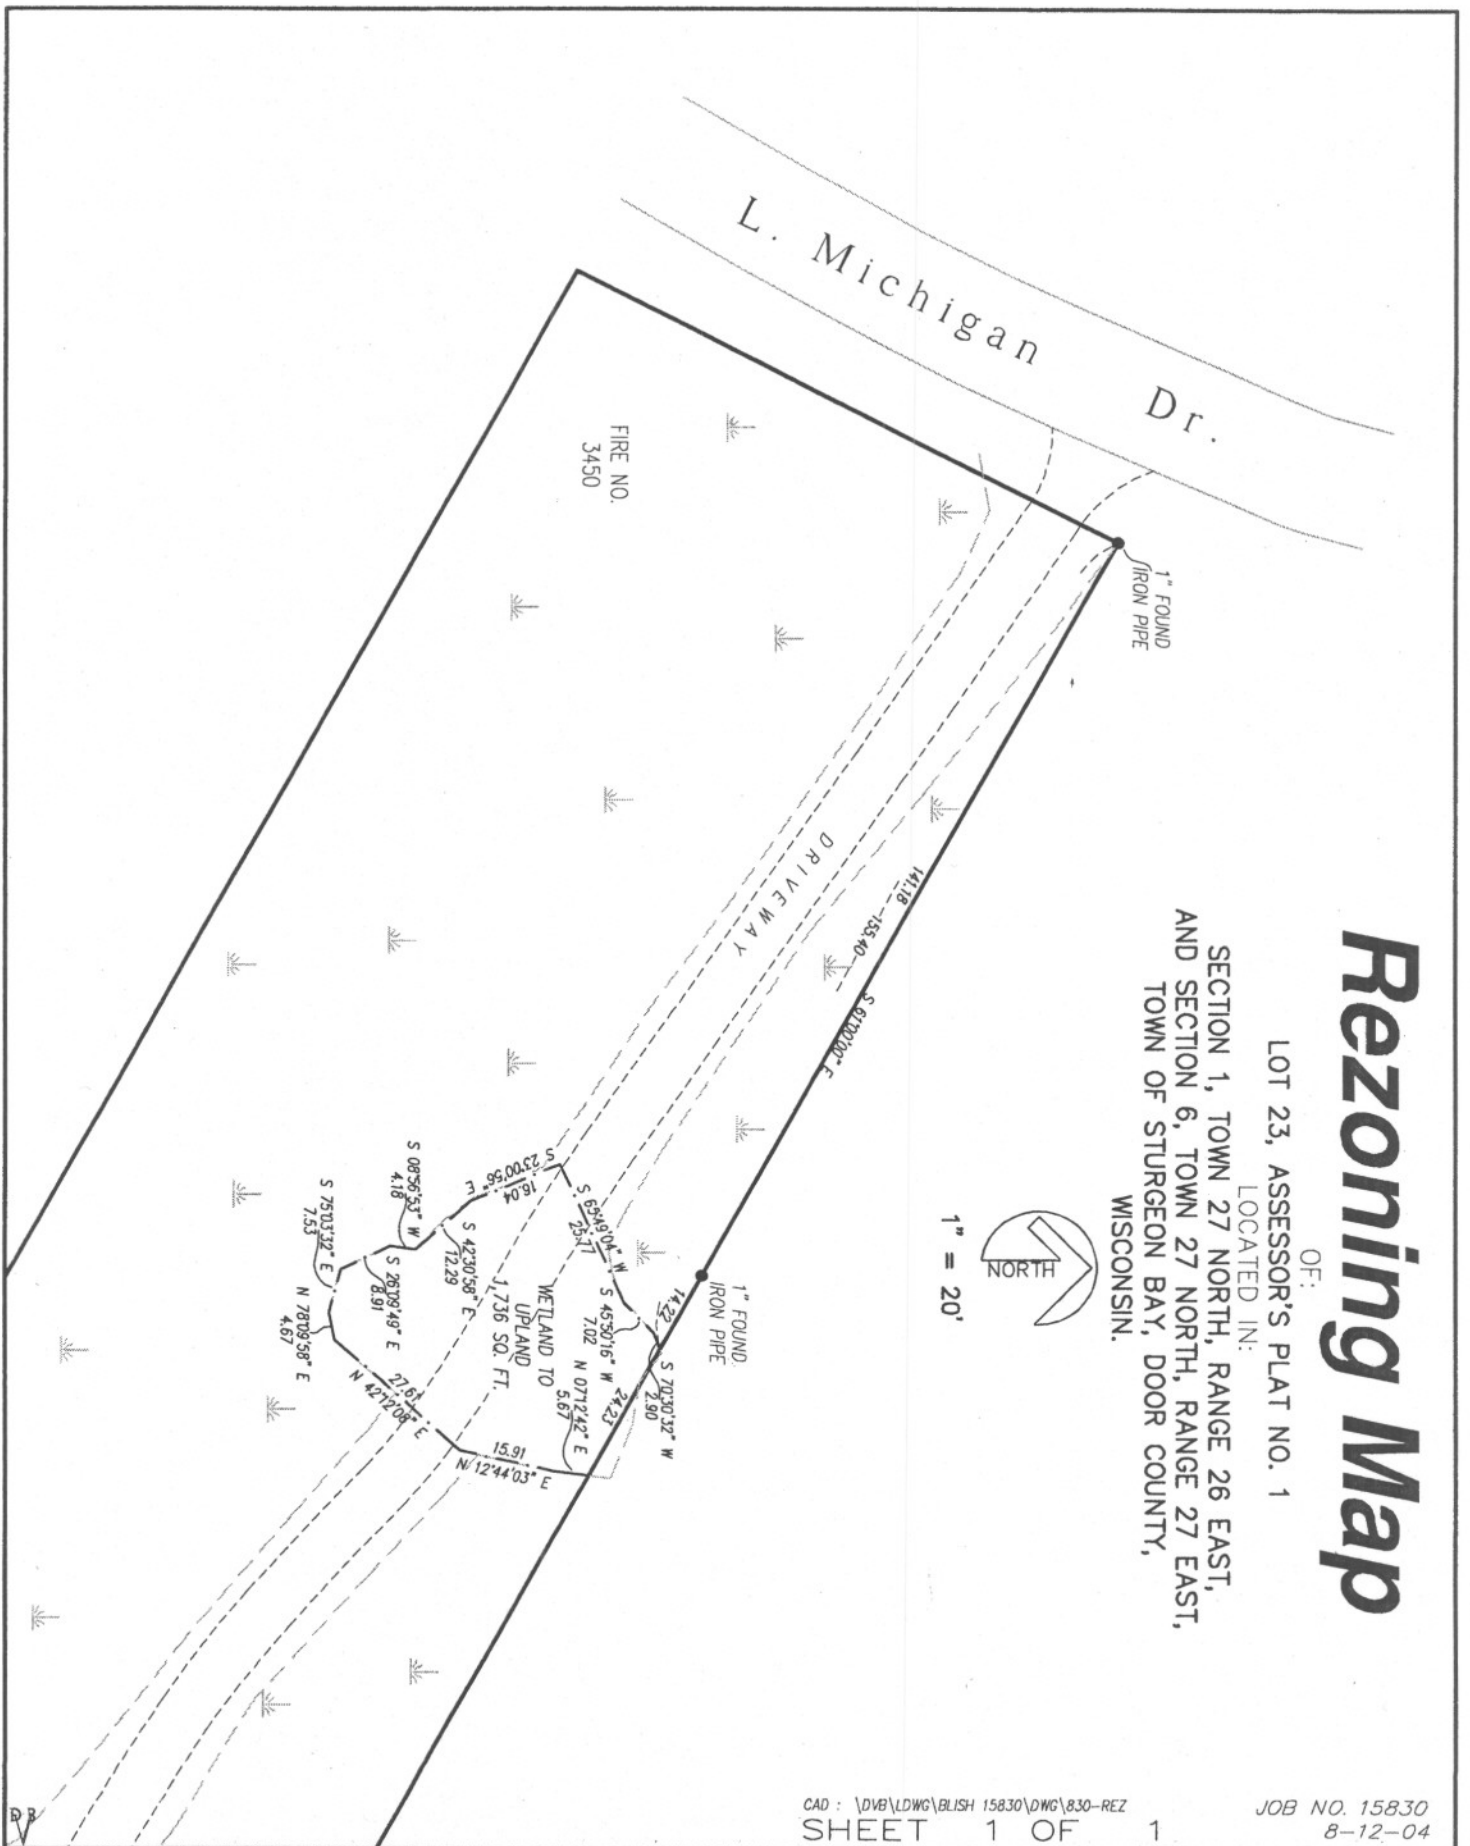 Rezoning Map
OF:
LOT 23, ASSESSOR'S PLAT NO. 1
LOCATED IN:
SECTION 1, TOWN 27 NORTH, RANGE 26 EAST,
AND SECTION 6, TOWN 27 NORTH, RANGE 27 EAST,
TOWN OF STURGEON BAY, DOOR COUNTY,
WISCONSIN.
NORTH
1" = 20'
L. Michigan Dr.
1" FOUND
IRON PIPE
FIRE NO.
3450
DRIVEWAY
141.18
155.40
S 61°00'00" E
1" FOUND
IRON PIPE
14.22
S 70°30'32" W
2.90
24.23
S 65°49'04" W
25.77
S 45°50'16" W
7.02
N 07°12'42" E
5.67
WETLAND TO
UPLAND
1,736 SQ. FT.
S 23°00'56" E
16.04
S 42°30'58" E
12.29
S 08°56'53" W
4.18
S 26°09'49" E
8.91
S 75°03'32" E
7.53
N 78°09'58" E
4.67
27.61
N 42°12'08" E
15.91
N 12°44'03" E
CAD : \DVB\LDWG\BLISH 15830\DWG\830-REZ
SHEET 1 OF 1
JOB NO. 15830
8-12-04